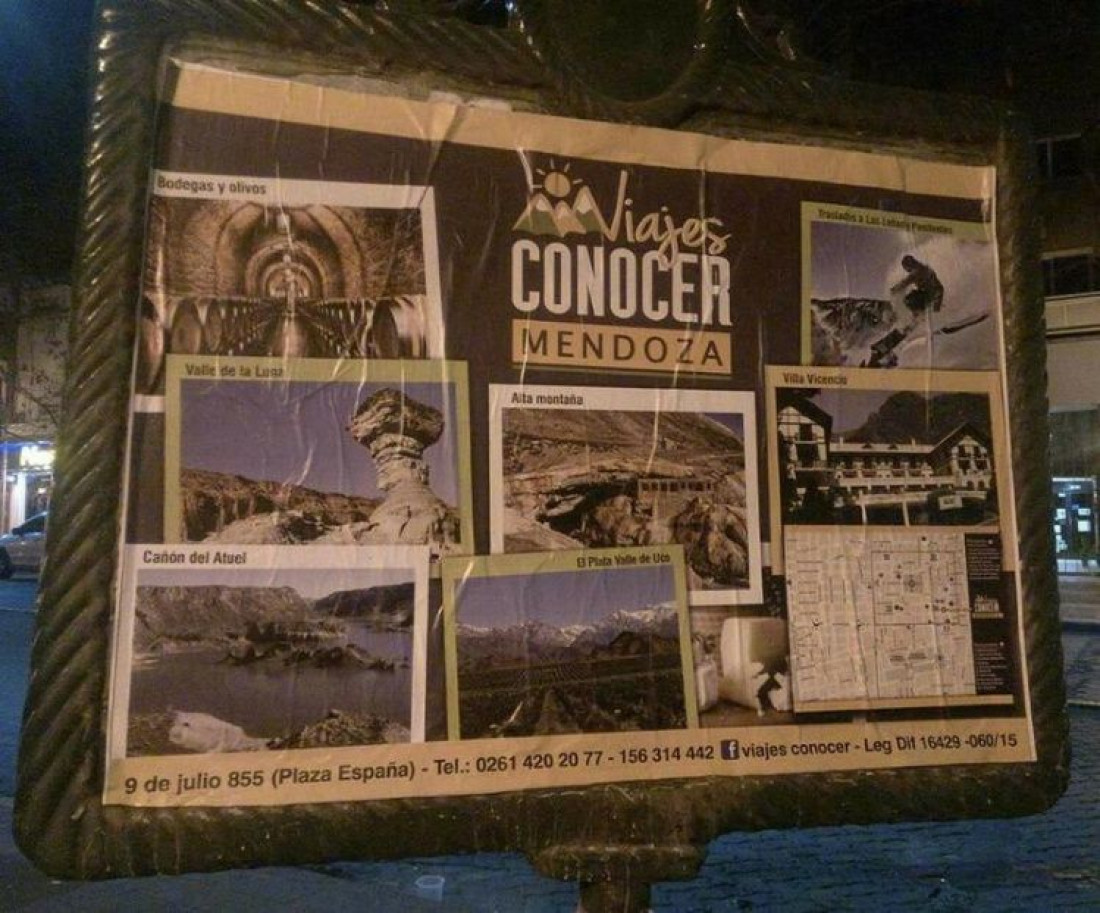 Bodegas y olivos
Viajes
CONOCER
MENDOZA
Traslados a Las Leñas y Penitentes
Valle de la Luna
Alta montaña
Villa Vicencio
Cañón del Atuel
El Plata Valle de Uco
CONOCER
9 de julio 855 (Plaza España) - Tel.: 0261 420 20 77 - 156 314 442 f viajes conocer - Leg Dif 16429 -060/15